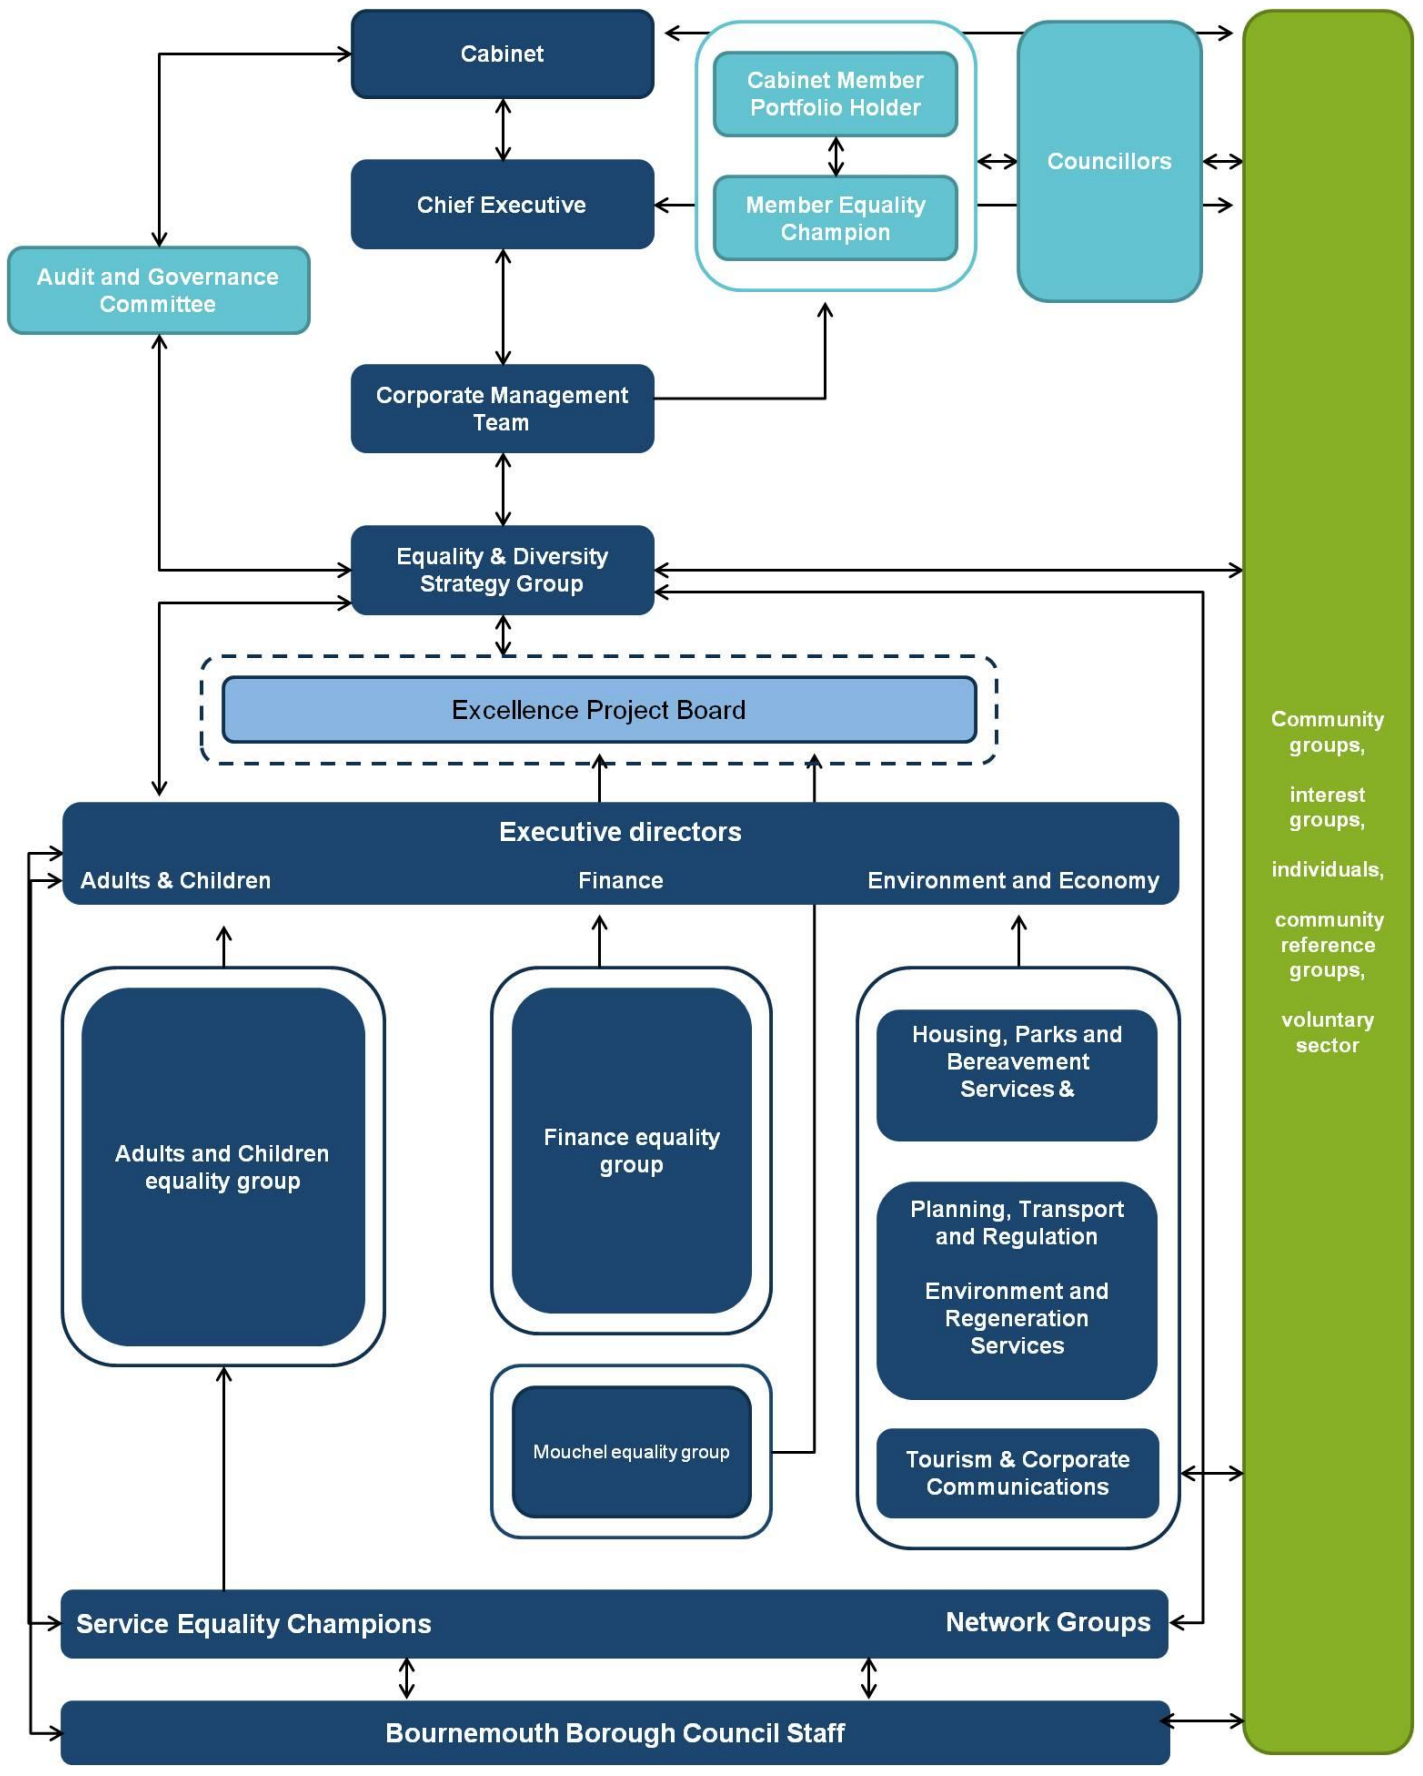 Cabinet
Cabinet Member
Portfolio Holder
Councillors
Chief Executive
Member Equality
Champion
Audit and Governance
Committee
Corporate Management
Team
Equality & Diversity
Strategy Group
Excellence Project Board
Community
groups,
interest
groups,
individuals,
community
reference
groups,
voluntary
sector
Executive directors
Adults & Children
Finance
Environment and Economy
Adults and Children
equality group
Finance equality
group
Housing, Parks and
Bereavement
Services &
Planning, Transport
and Regulation
Environment and
Regeneration
Services
Mouchel equality group
Tourism & Corporate
Communications
Service Equality Champions
Network Groups
Bournemouth Borough Council Staff